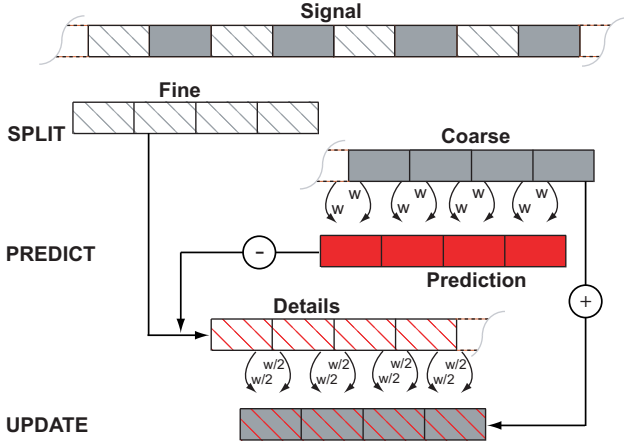 Signal
Fine
SPLIT
Coarse
w w w w
w w w w
PREDICT
-
Prediction
Details
+
w/2 w/2 w/2 w/2
w/2 w/2 w/2 w/2
UPDATE